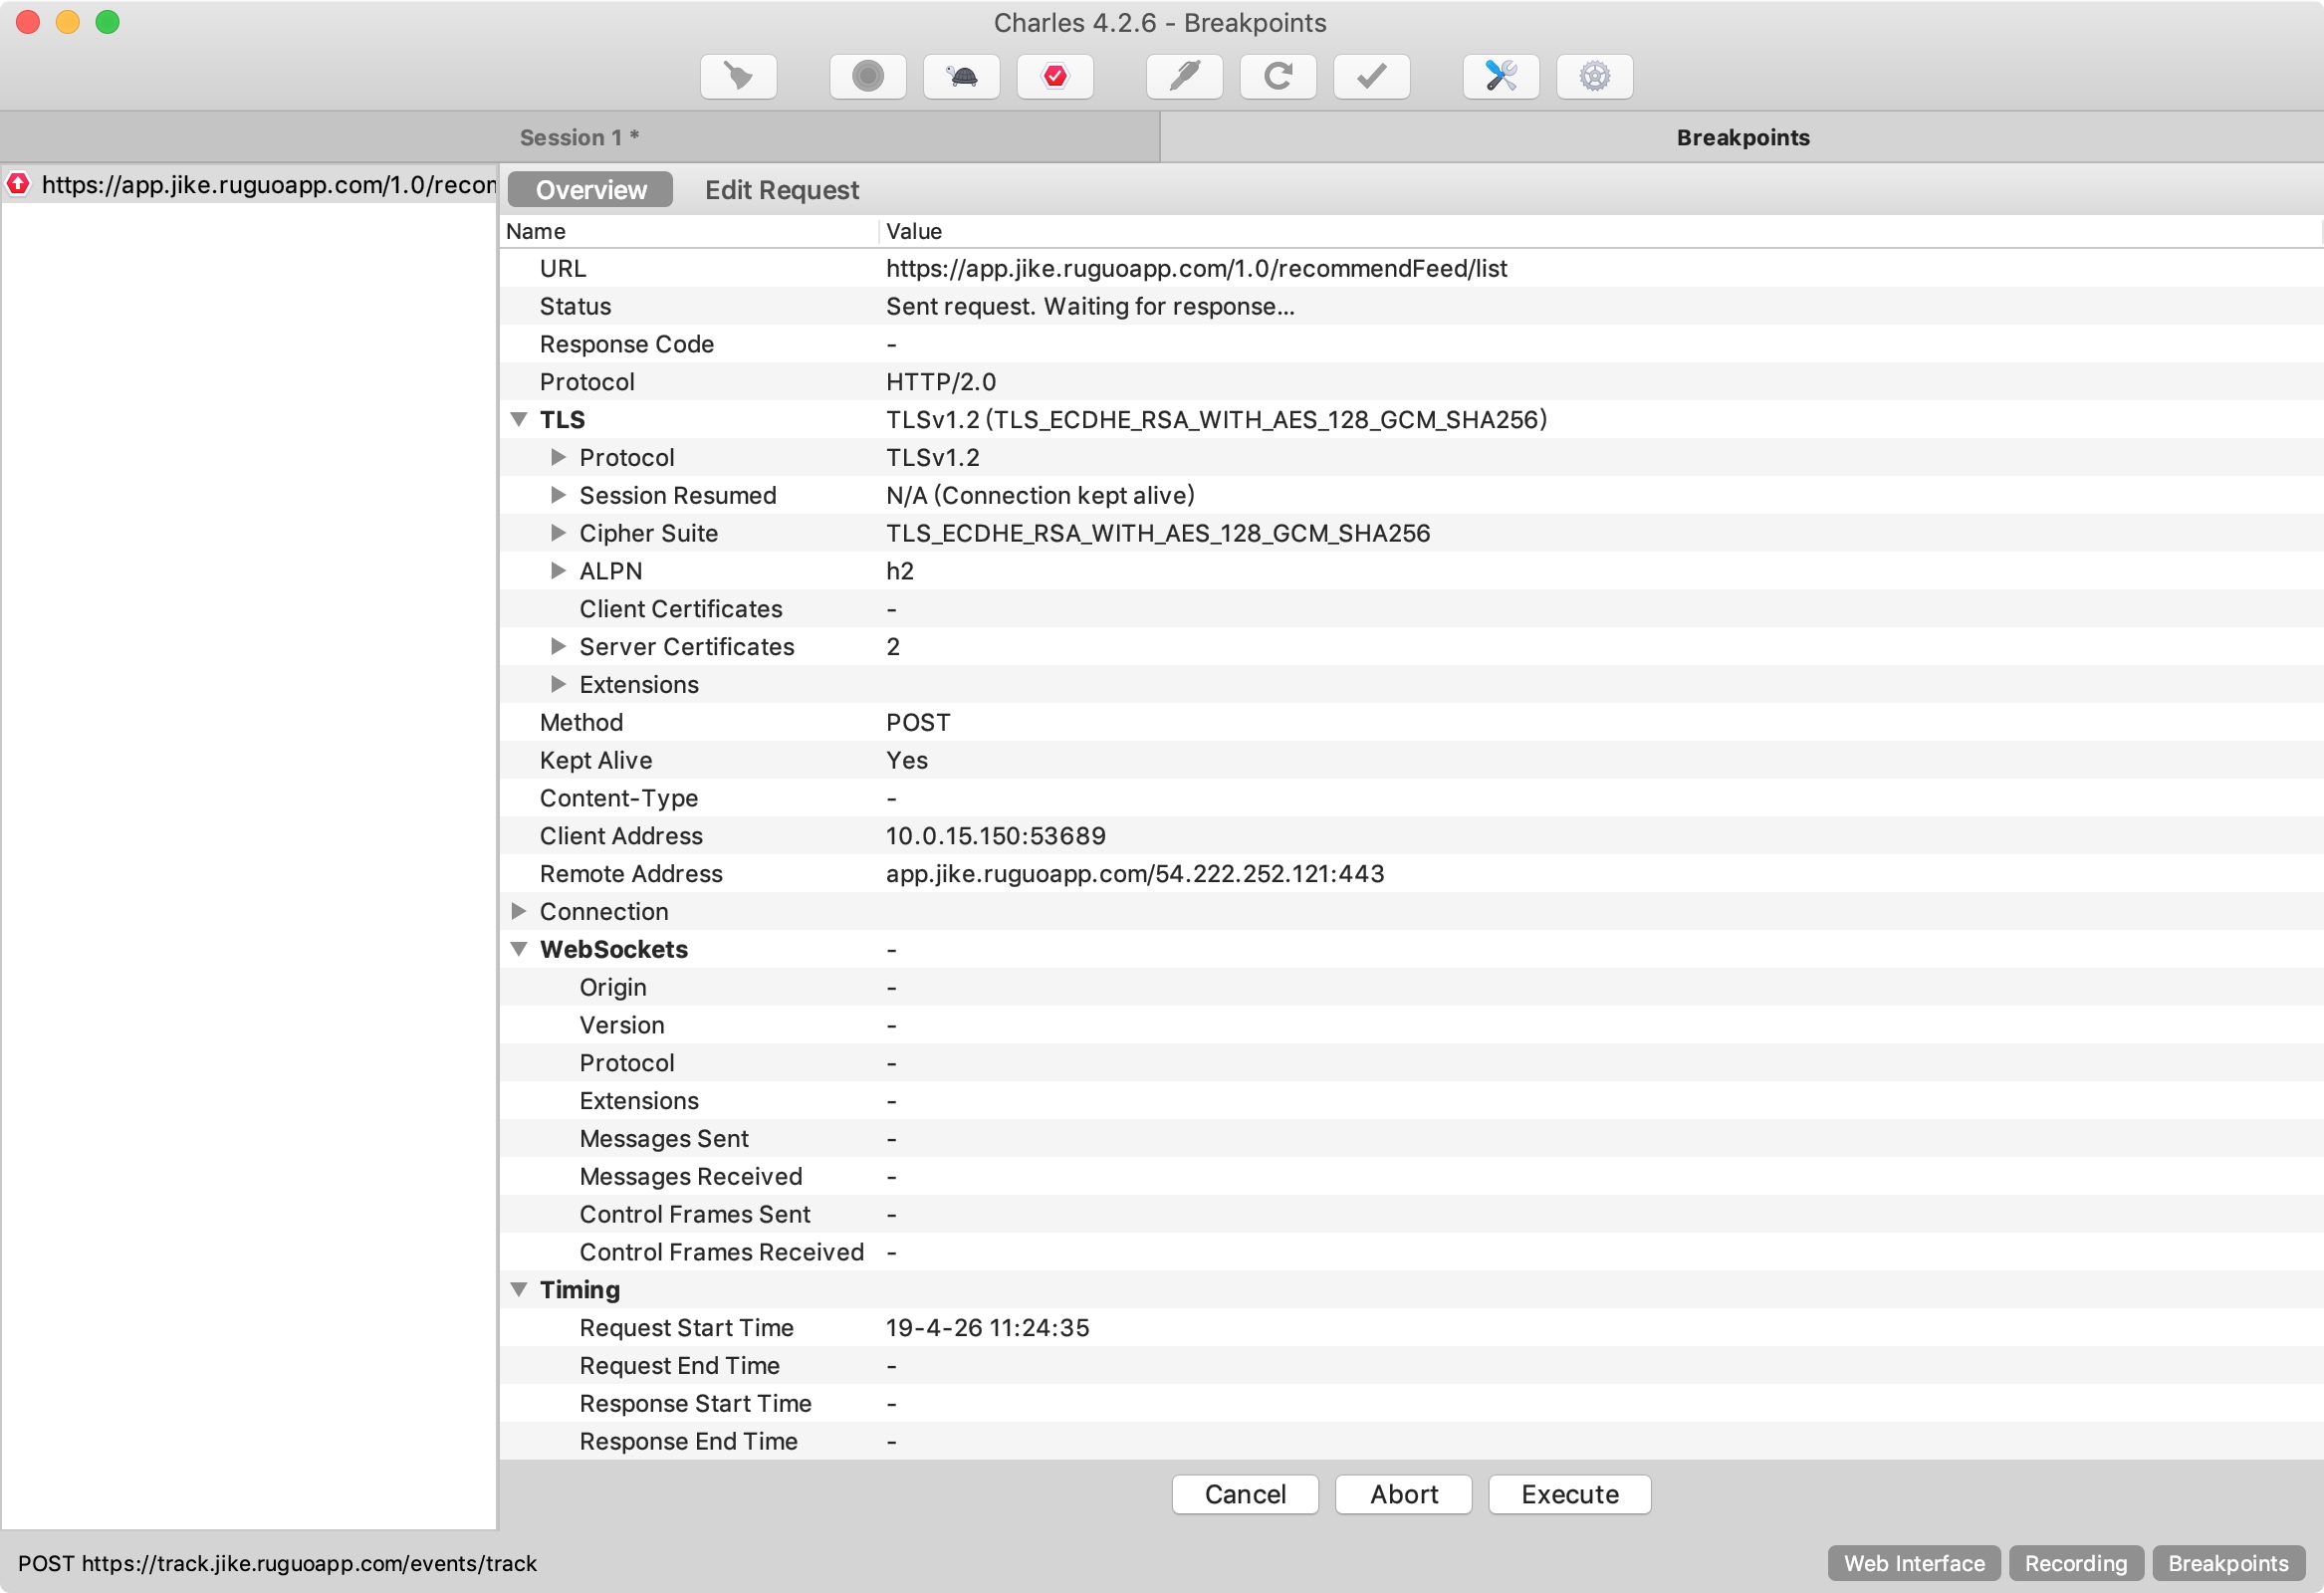 Charles 4.2.6 - Breakpoints
Session 1 *
Breakpoints
https://app.jike.ruguoapp.com/1.0/recom
Overview
Edit Request
Name Value
URL https://app.jike.ruguoapp.com/1.0/recommendFeed/list
Status Sent request. Waiting for response...
Response Code -
Protocol HTTP/2.0
TLS TLSv1.2 (TLS_ECDHE_RSA_WITH_AES_128_GCM_SHA256)
Protocol TLSv1.2
Session Resumed N/A (Connection kept alive)
Cipher Suite TLS_ECDHE_RSA_WITH_AES_128_GCM_SHA256
ALPN h2
Client Certificates -
Server Certificates 2
Extensions
Method POST
Kept Alive Yes
Content-Type -
Client Address 10.0.15.150:53689
Remote Address app.jike.ruguoapp.com/54.222.252.121:443
Connection
WebSockets -
Origin -
Version -
Protocol -
Extensions -
Messages Sent -
Messages Received -
Control Frames Sent -
Control Frames Received -
Timing
Request Start Time 19-4-26 11:24:35
Request End Time -
Response Start Time -
Response End Time -
Cancel Abort Execute
POST https://track.jike.ruguoapp.com/events/track
Web Interface Recording Breakpoints